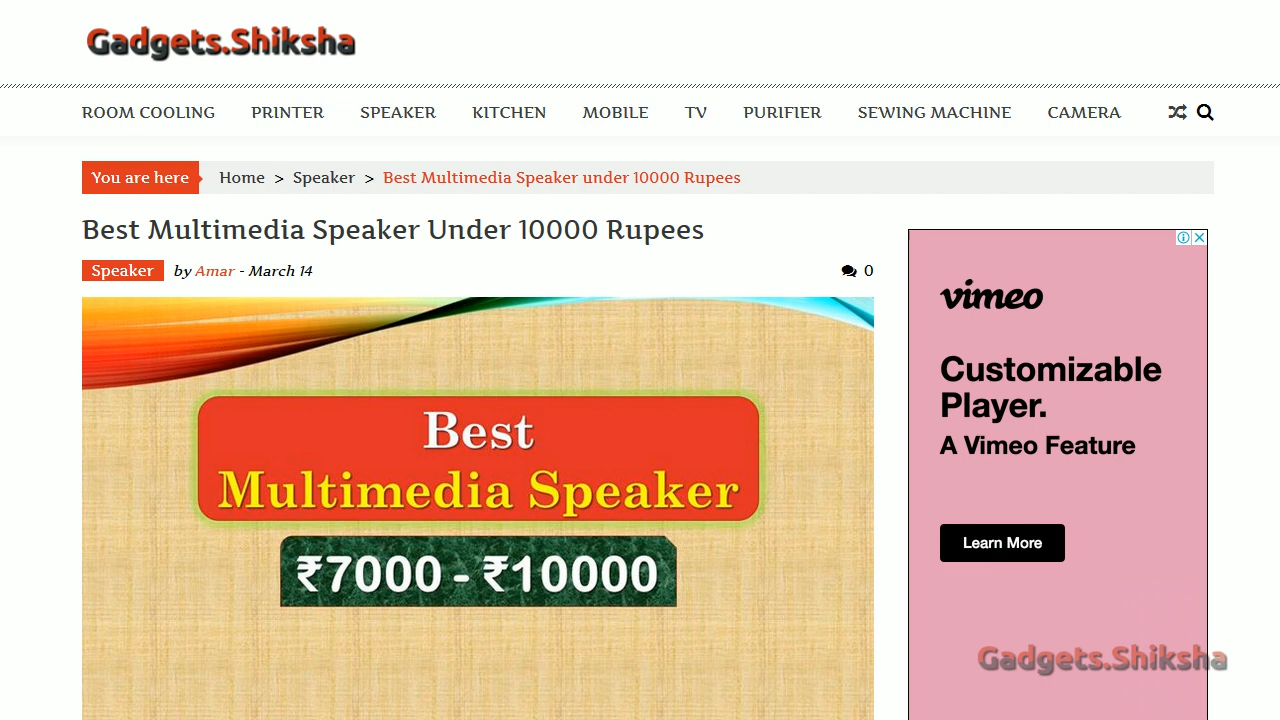 Gadgets.Shiksha
ROOM COOLING PRINTER SPEAKER KITCHEN MOBILE TV PURIFIER SEWING MACHINE CAMERA
You are here Home > Speaker > Best Multimedia Speaker under 10000 Rupees
Best Multimedia Speaker Under 10000 Rupees
Speaker by Amar - March 14 0
Best
Multimedia Speaker
₹7000 - ₹10000
vimeo
Customizable
Player.
A Vimeo Feature
Learn More
Gadgets.Shiksha